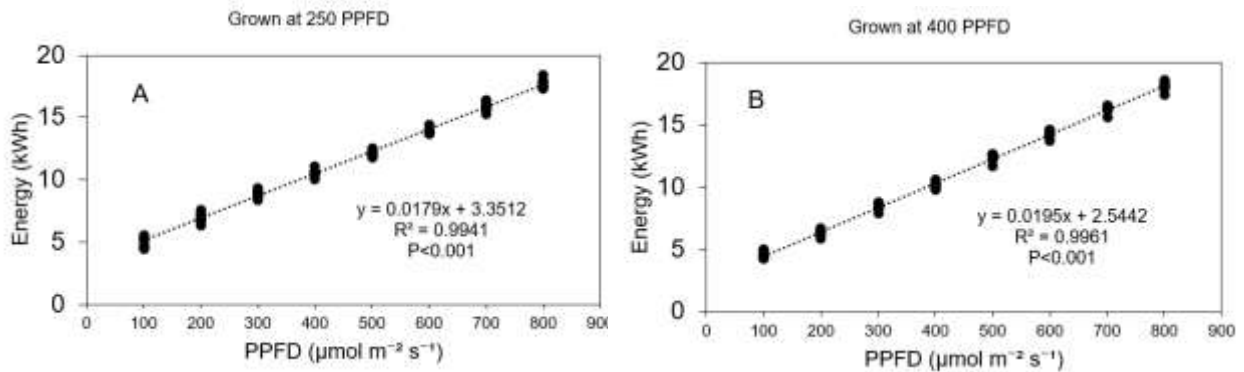 Grown at 250 PPFD
A
Energy (kWh)
20
15
10
5
0
y = 0.0179x + 3.3512
R² = 0.9941
P<0.001
0 100 200 300 400 500 600 700 800 900
PPFD (µmol m⁻² s⁻¹)
Grown at 400 PPFD
B
Energy (kWh)
20
15
10
5
0
y = 0.0195x + 2.5442
R² = 0.9961
P<0.001
0 100 200 300 400 500 600 700 800 900
PPFD (µmol m⁻² s⁻¹)